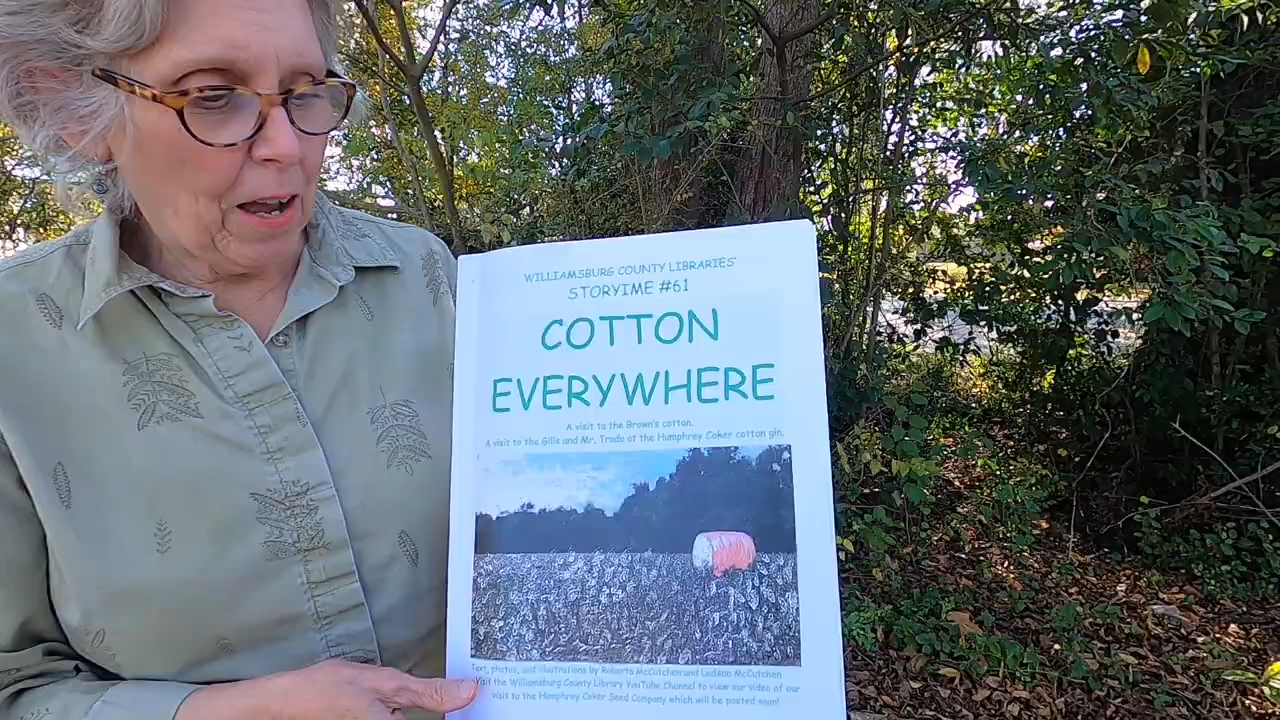 WILLIAMSBURG COUNTY LIBRARIES'
STORYIME #61
COTTON
EVERYWHERE
A visit to the Brown's cotton.
A visit to the Gills and Mr. Trado at the Humphrey Coker cotton gin.
Text, photos, and illustrations by Roberta McCutchen and Ladson McCutchen
Visit the Williamsburg County Library YouTube Channel to view our video of our
visit to the Humphrey Coker Seed Company which will be posted soon!